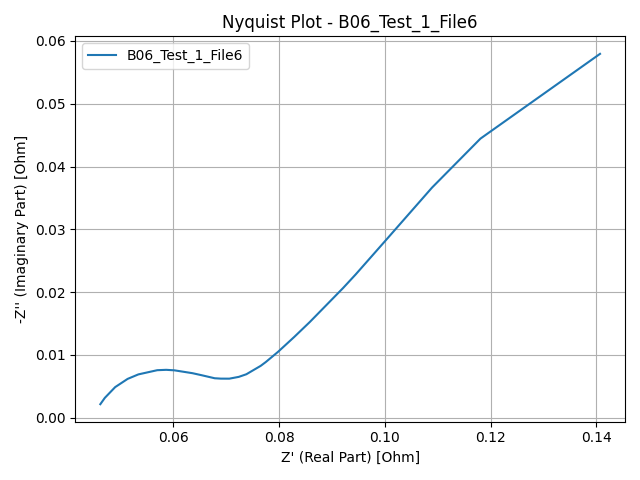 Nyquist Plot - B06_Test_1_File6
B06_Test_1_File6
-Z'' (Imaginary Part) [Ohm]
0.06
0.05
0.04
0.03
0.02
0.01
0.00
0.06 0.08 0.10 0.12 0.14
Z' (Real Part) [Ohm]